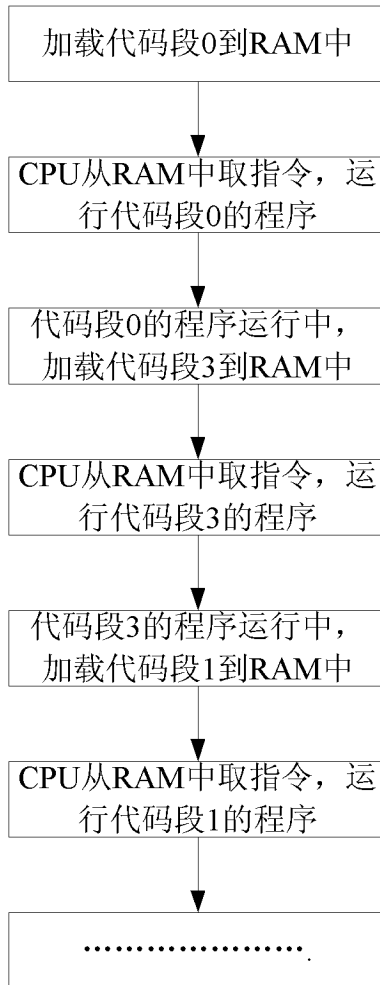 加载代码段0到RAM中
CPU从RAM中取指令，运
行代码段0的程序
代码段0的程序运行中，
加载代码段3到RAM中
CPU从RAM中取指令，运
行代码段3的程序
代码段3的程序运行中，
加载代码段1到RAM中
CPU从RAM中取指令，运
行代码段1的程序
…………………….